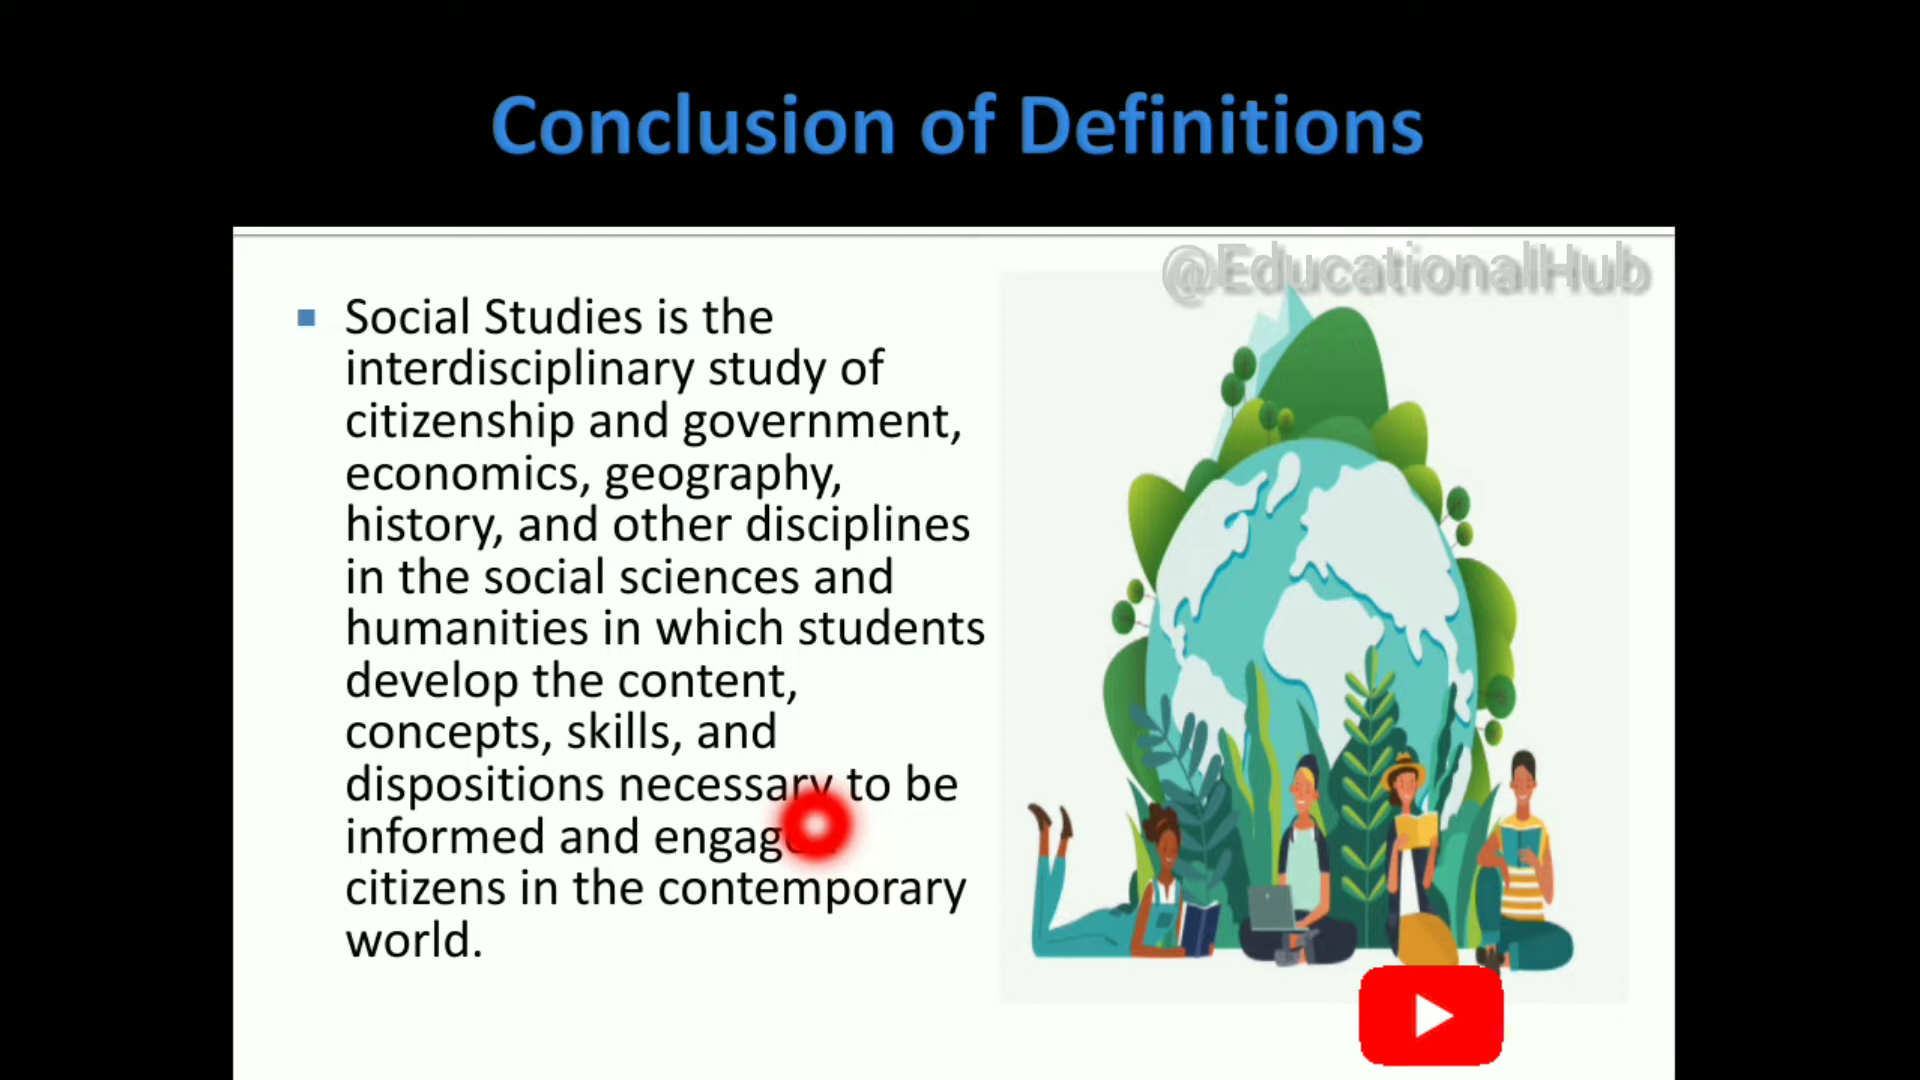 Conclusion of Definitions
@EducationalHub
Social Studies is the
interdisciplinary study of
citizenship and government,
economics, geography,
history, and other disciplines
in the social sciences and
humanities in which students
develop the content,
concepts, skills, and
dispositions necessary to be
informed and
citizens in the contemporary
world.